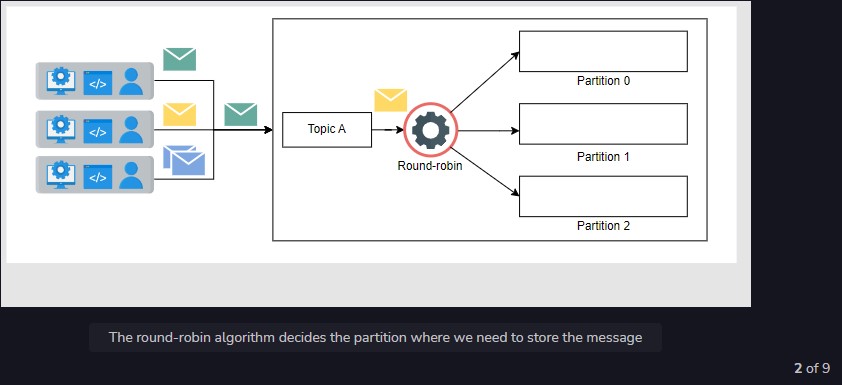 </>
</>
</>
Topic A
Round-robin
Partition 0
Partition 1
Partition 2
The round-robin algorithm decides the partition where we need to store the message
2 of 9